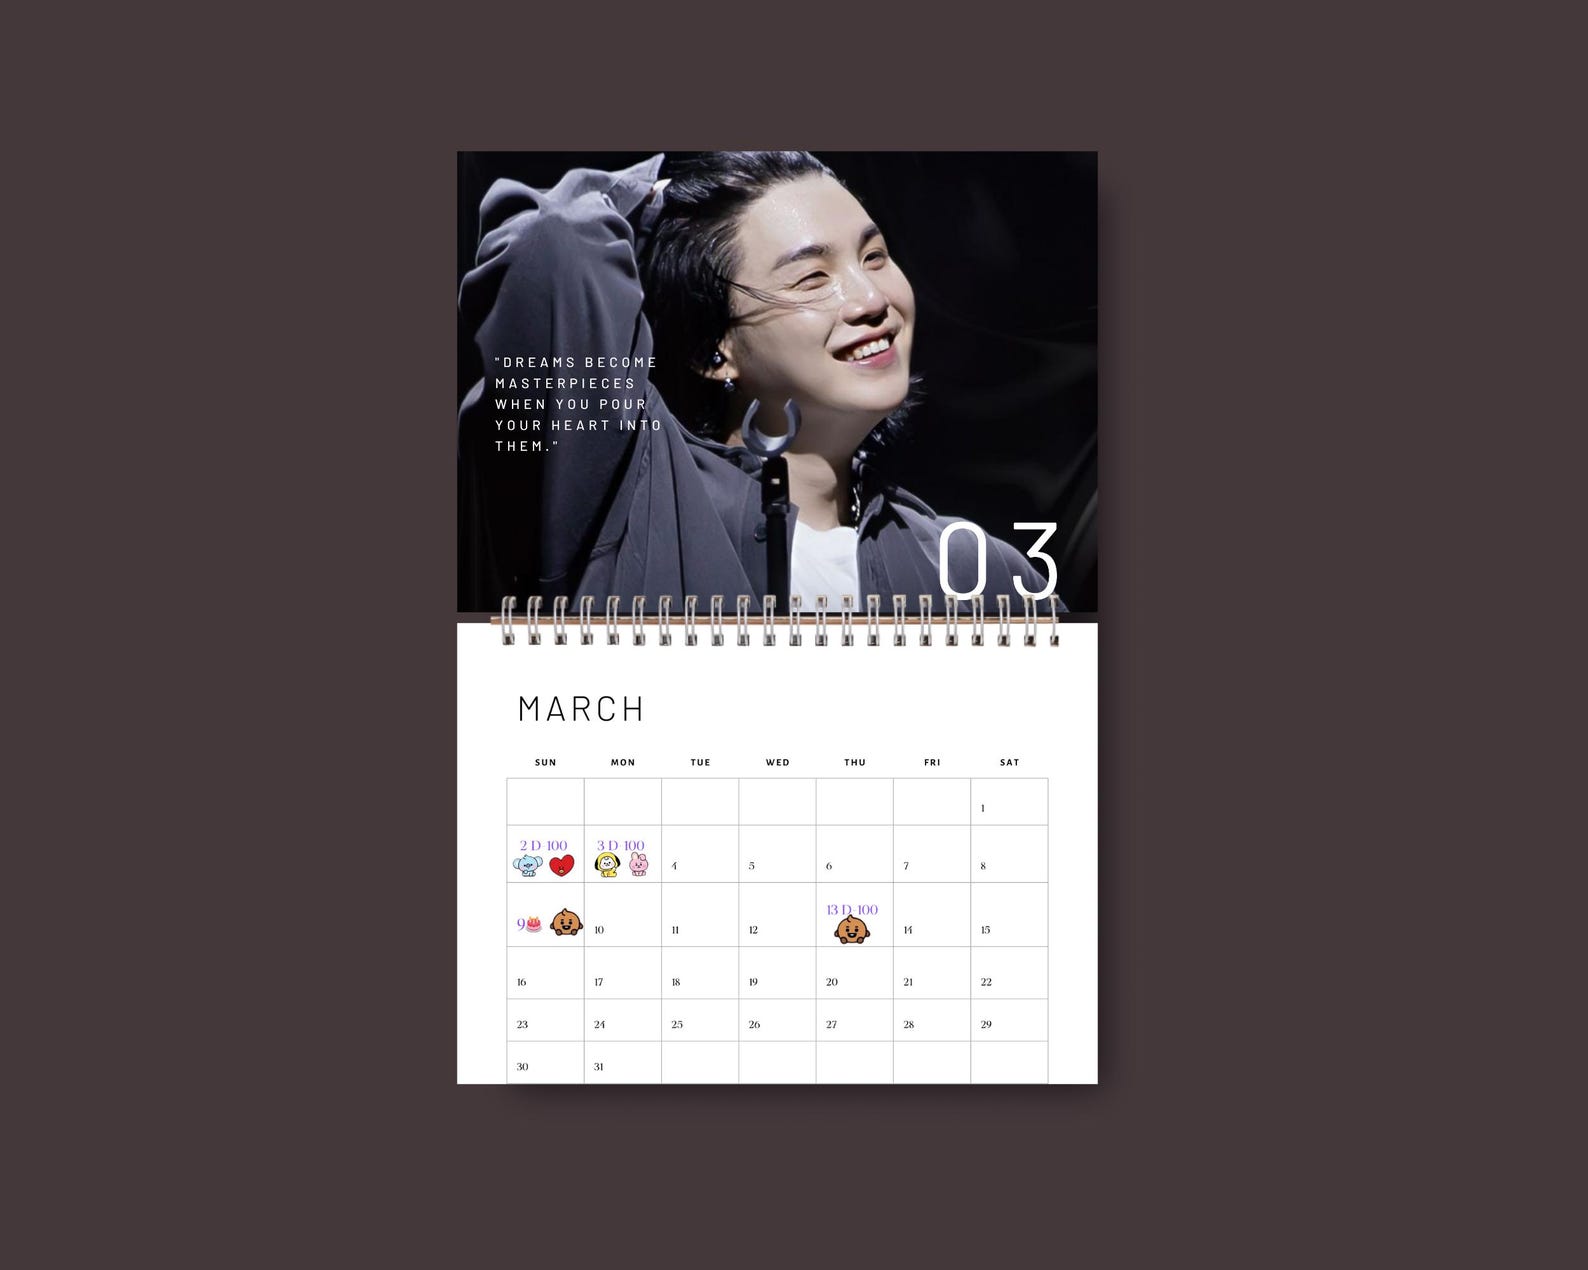 "DREAMS BECOME
MASTERPIECES
WHEN YOU POUR
YOUR HEART INTO
THEM."
03
MARCH
SUN MON TUE WED THU FRI SAT
1
2 D-100 3 D-100 4 5 6 7 8
9 10 11 12 13 D-100 14 15
16 17 18 19 20 21 22
23 24 25 26 27 28 29
30 31